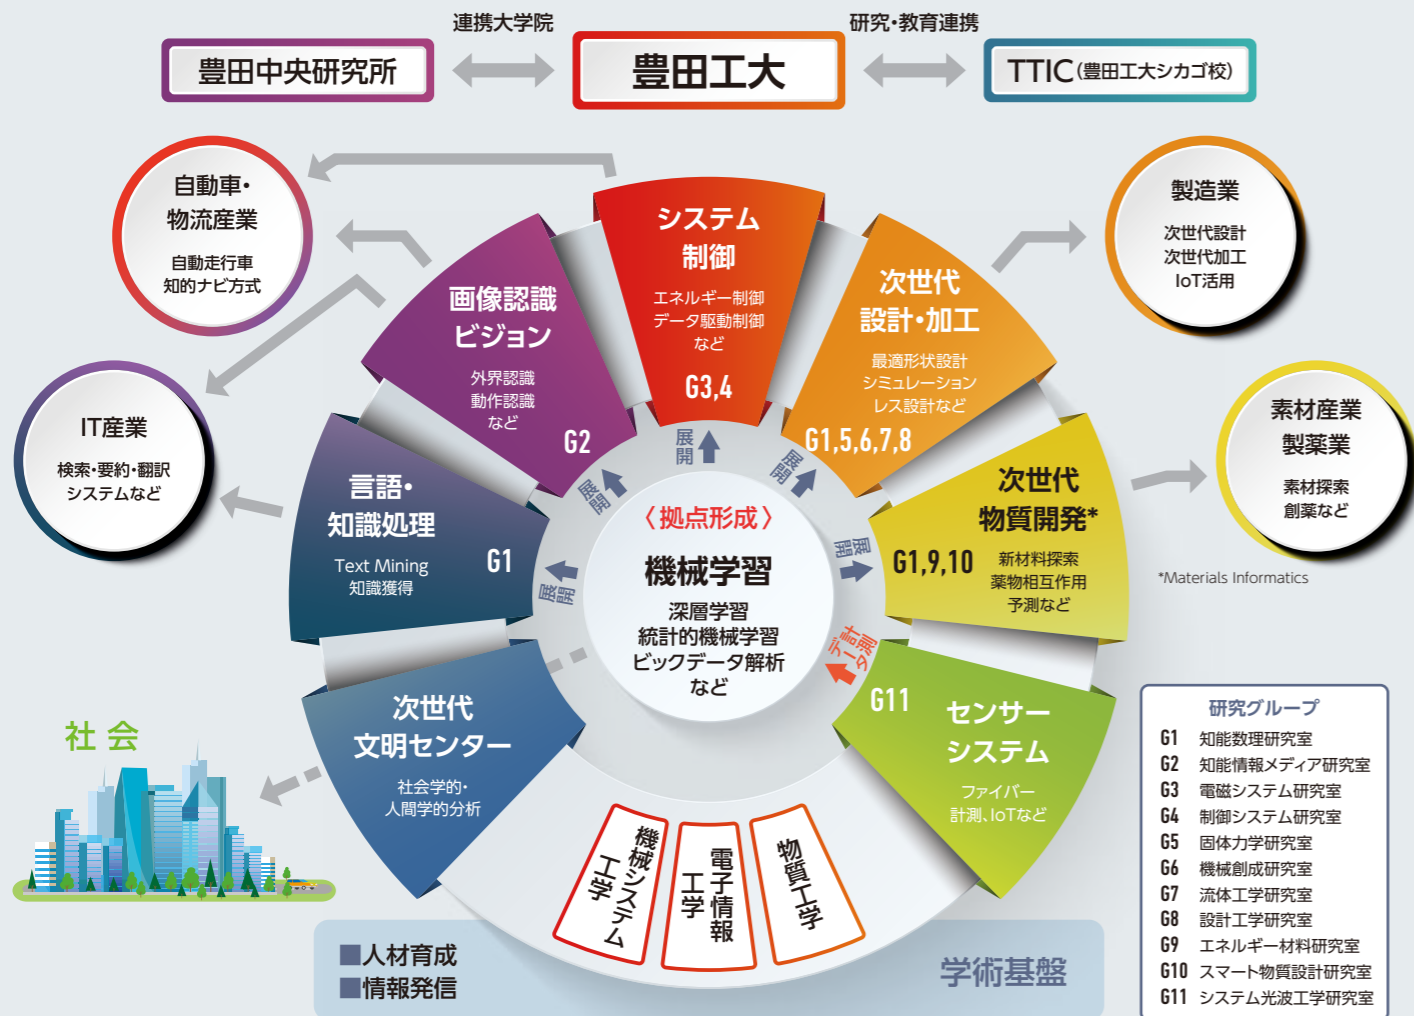 連携大学院
研究・教育連携
豊田中央研究所
豊田工大
TTIC(豊田工大シカゴ校)
自動車・
物流産業
自動走行車
知的ナビ方式
IT産業
検索・要約・翻訳
システムなど
製造業
次世代設計
次世代加工
IoT活用
素材産業
製薬業
素材探索
創薬など
*Materials Informatics
システム
制御
エネルギー制御
データ駆動制御
など
G3,4
画像認識
ビジョン
外界認識
動作認識
など
G2
次世代
設計・加工
最適形状設計
シミュレーション
レス設計など
G1,5,6,7,8
言語・
知識処理
Text Mining
知識獲得
G1
次世代
物質開発*
新材料探索
薬物相互作用
予測など
G1,9,10
次世代
文明センター
社会学的・
人間学的分析
センサー
システム
ファイバー
計測、IoTなど
G11
展開
展開
展開
展開
展開
計測
データ
〈拠点形成〉
機械学習
深層学習
統計的機械学習
ビックデータ解析
など
社会
機械システム
工学
電子情報
工学
物質工学
■人材育成
■情報発信
学術基盤
研究グループ
G1 知能数理研究室
G2 知能情報メディア研究室
G3 電磁システム研究室
G4 制御システム研究室
G5 固体力学研究室
G6 機械創成研究室
G7 流体工学研究室
G8 設計工学研究室
G9 エネルギー材料研究室
G10 スマート物質設計研究室
G11 システム光波工学研究室